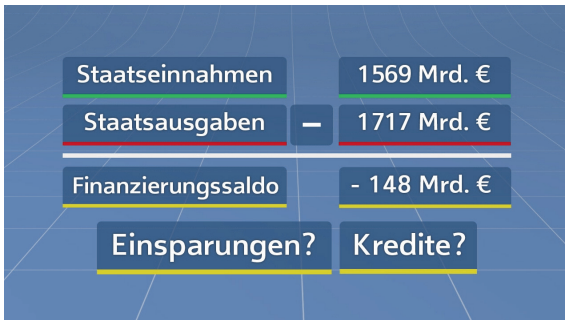 Staatseinnahmen 1569 Mrd. €
Staatsausgaben – 1717 Mrd. €
Finanzierungssaldo - 148 Mrd. €
Einsparungen? Kredite?